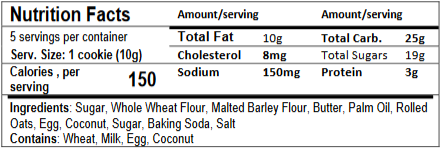 Nutrition Facts
5 servings per container
Serv. Size: 1 cookie (10g)
Calories , per
serving
150
Amount/serving
Total Fat 10g
Cholesterol 8mg
Sodium 150mg
Amount/serving
Total Carb. 25g
Total Sugars 19g
Protein 3g
Ingredients: Sugar, Whole Wheat Flour, Malted Barley Flour, Butter, Palm Oil, Rolled
Oats, Egg, Coconut, Sugar, Baking Soda, Salt
Contains: Wheat, Milk, Egg, Coconut